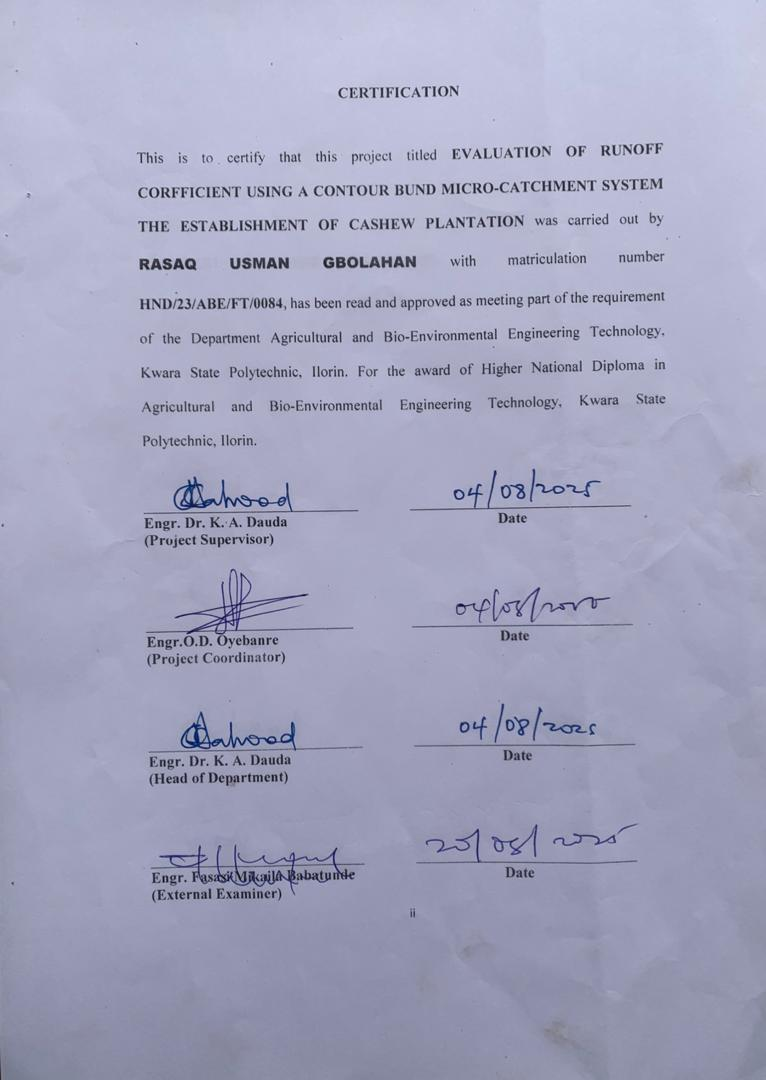 CERTIFICATION
This is to certify that this project titled EVALUATION OF RUNOFF
CORFFICIENT USING A CONTOUR BUND MICRO-CATCHMENT SYSTEM
THE ESTABLISHMENT OF CASHEW PLANTATION was carried out by
RASAQ USMAN GBOLAHAN with matriculation number
HND/23/ABE/FT/0084, has been read and approved as meeting part of the requirement
of the Department Agricultural and Bio-Environmental Engineering Technology,
Kwara State Polytechnic, Ilorin. For the award of Higher National Diploma in
Agricultural and Bio-Environmental Engineering Technology, Kwara State
Polytechnic, Ilorin.
04/08/2025
Engr. Dr. K. A. Dauda Date
(Project Supervisor)
Engr.O.D. Oyebanre Date
(Project Coordinator)
04/08/2025
Engr. Dr. K. A. Dauda Date
(Head of Department)
Engr. Fasasi Mikaila Babatunde Date
(External Examiner)
ii